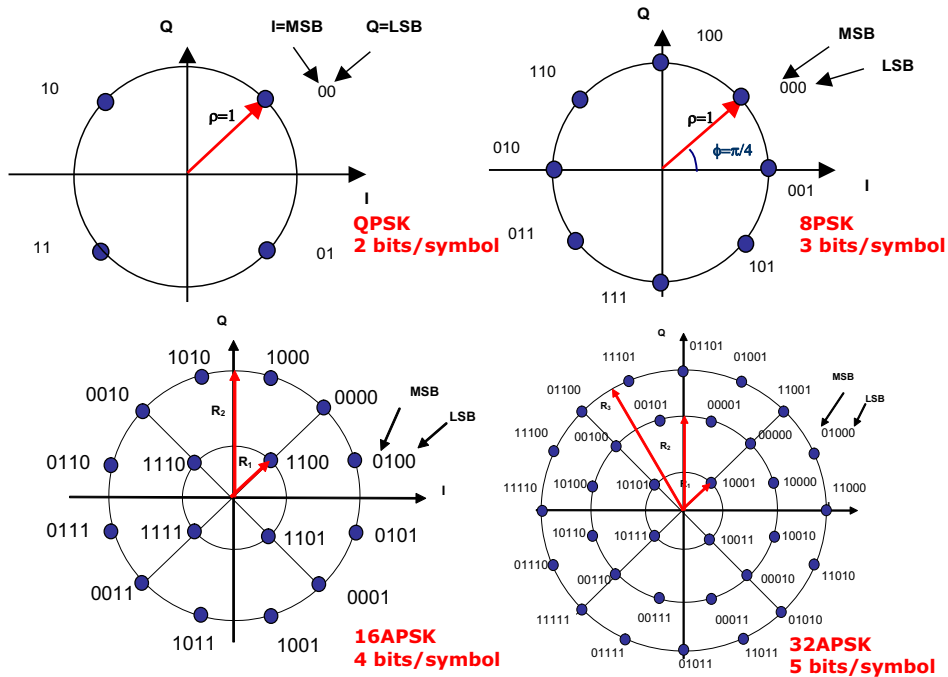 Q
I=MSB Q=LSB
10
00
ρ=1
I
11
01
QPSK
2 bits/symbol
Q
100
MSB
LSB
110
000
ρ=1
ϕ=π/4
010
001
I
011
101
111
8PSK
3 bits/symbol
Q
1010
1000
0010
0000
MSB
LSB
R2
R1
0110
1110
1100
0100
I
0111
1111
1101
0101
0011
0001
1011
1001
16APSK
4 bits/symbol
Q
01101
11101
01001
01100
11001
MSB
LSB
R3
00101
00001
01000
11100
00100
R2
00000
10100
10101
R1
10001
10000
11110
11000
I
10110
10111
10011
10010
01110
00110
00010
11010
11111
00111
00011
01010
01111
01011
11011
32APSK
5 bits/symbol